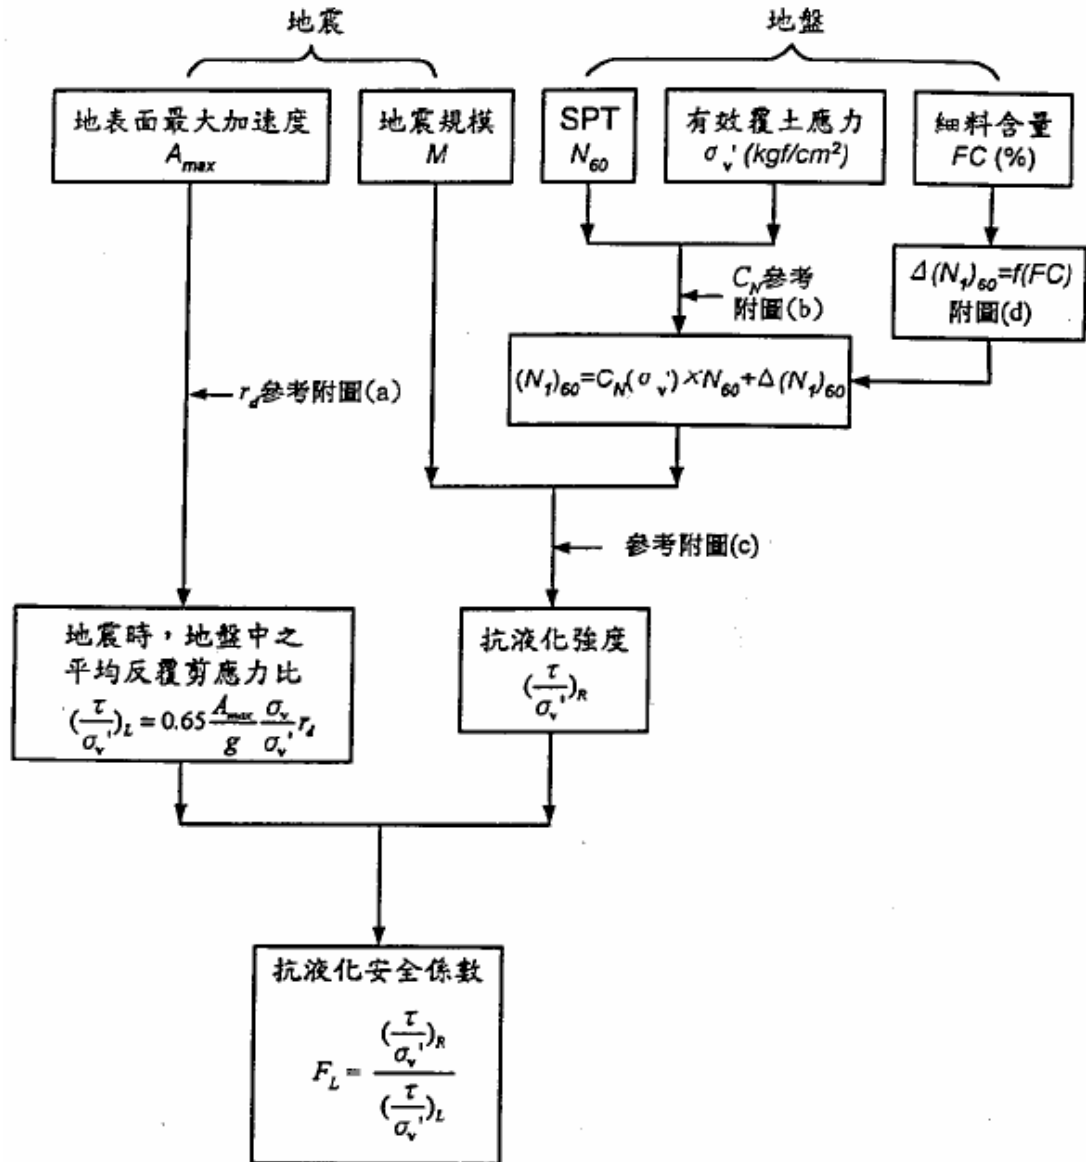 地震
地盤
地表面最大加速度
A_max
地震規模
M
SPT
N_60
有效覆土應力
σ_v' (kgf/cm²)
細料含量
FC (%)
C_N參考
附圖(b)
Δ(N_1)_60=f(FC)
附圖(d)
(N_1)_60=C_N(σ_v')×N_60+Δ(N_1)_60
r_d參考附圖(a)
參考附圖(c)
地震時，地盤中之
平均反覆剪應力比
(τ/σ_v')_L=0.65 A_max/g σ_v/σ_v' r_d
抗液化強度
(τ/σ_v')_R
抗液化安全係數
F_L = (τ/σ_v')_R / (τ/σ_v')_L